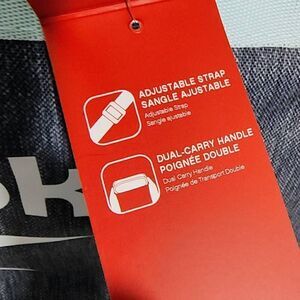 ADJUSTABLE STRAP
SANGLE AJUSTABLE
Adjustable Strap
Sangle ajustable
DUAL-CARRY HANDLE
POIGNÉE DOUBLE
Dual Carry Handle
Poignée de Transport Double
sk